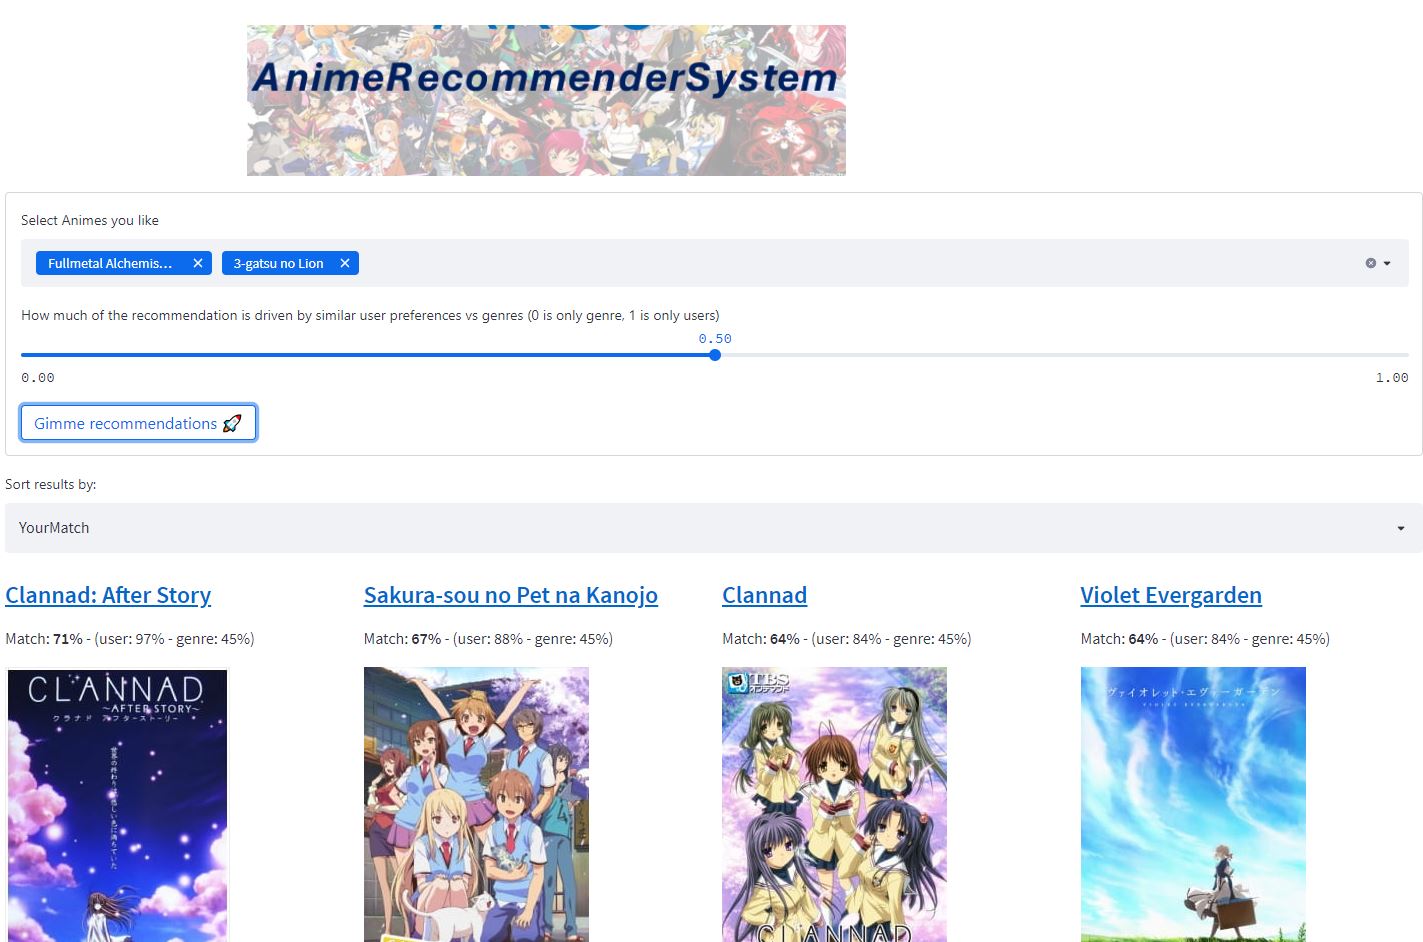 AnimeRecommenderSystem
Select Animes you like
Fullmetal Alchemis...
3-gatsu no Lion
How much of the recommendation is driven by similar user preferences vs genres (0 is only genre, 1 is only users)
0.50
0.00 1.00
Gimme recommendations
Sort results by:
YourMatch
Clannad: After Story
Match: 71% - (user: 97% - genre: 45%)
CLANNAD
~AFTER STORY~
クラナド アフターストーリー
Sakura-sou no Pet na Kanojo
Match: 67% - (user: 88% - genre: 45%)
Clannad
Match: 64% - (user: 84% - genre: 45%)
TBS
オンデマンド
CLANNAD
Violet Evergarden
Match: 64% - (user: 84% - genre: 45%)
ヴァイオレット・エヴァーガーデン
VIOLET EVERGARDEN